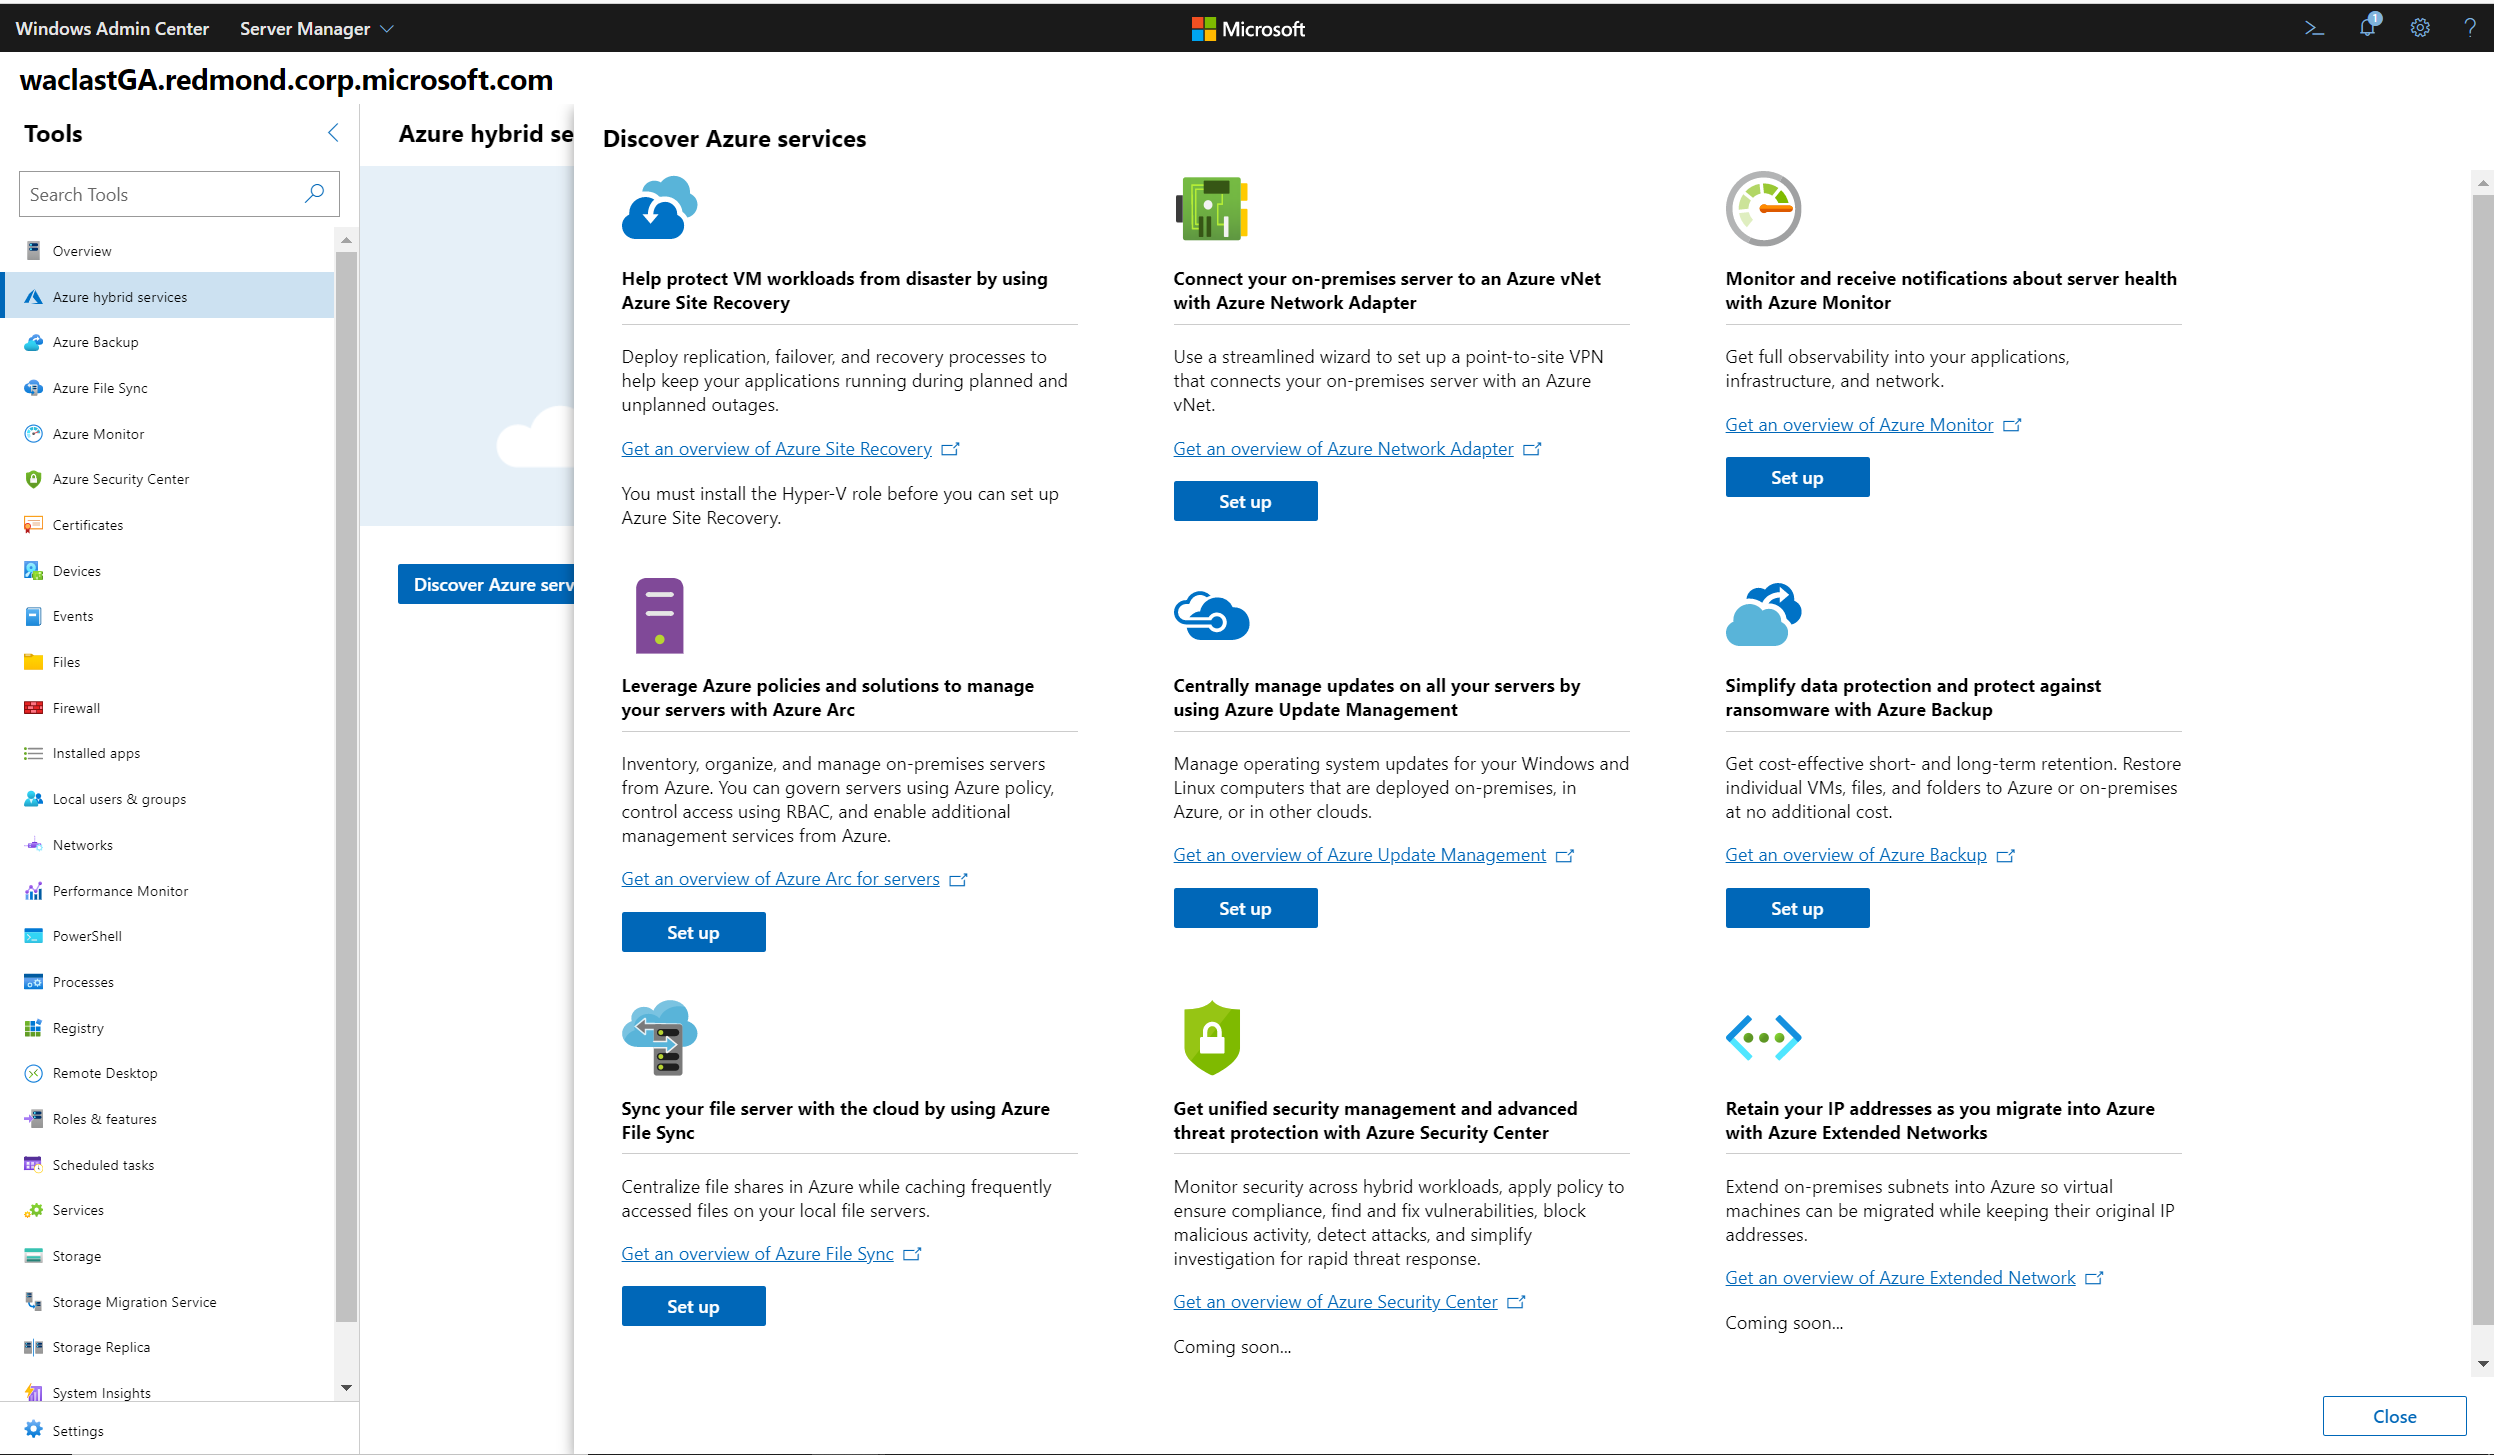 Windows Admin Center
Server Manager
Microsoft
1
waclastGA.redmond.corp.microsoft.com
Tools
Search Tools
Overview
Azure hybrid services
Azure Backup
Azure File Sync
Azure Monitor
Azure Security Center
Certificates
Devices
Events
Files
Firewall
Installed apps
Local users & groups
Networks
Performance Monitor
PowerShell
Processes
Registry
Remote Desktop
Roles & features
Scheduled tasks
Services
Storage
Storage Migration Service
Storage Replica
System Insights
Settings
Azure hybrid se
Discover Azure serv
Discover Azure services
Help protect VM workloads from disaster by using
Azure Site Recovery
Deploy replication, failover, and recovery processes to
help keep your applications running during planned and
unplanned outages.
Get an overview of Azure Site Recovery
You must install the Hyper-V role before you can set up
Azure Site Recovery.
Connect your on-premises server to an Azure vNet
with Azure Network Adapter
Use a streamlined wizard to set up a point-to-site VPN
that connects your on-premises server with an Azure
vNet.
Get an overview of Azure Network Adapter
Set up
Monitor and receive notifications about server health
with Azure Monitor
Get full observability into your applications,
infrastructure, and network.
Get an overview of Azure Monitor
Set up
Leverage Azure policies and solutions to manage
your servers with Azure Arc
Inventory, organize, and manage on-premises servers
from Azure. You can govern servers using Azure policy,
control access using RBAC, and enable additional
management services from Azure.
Get an overview of Azure Arc for servers
Set up
Centrally manage updates on all your servers by
using Azure Update Management
Manage operating system updates for your Windows and
Linux computers that are deployed on-premises, in
Azure, or in other clouds.
Get an overview of Azure Update Management
Set up
Simplify data protection and protect against
ransomware with Azure Backup
Get cost-effective short- and long-term retention. Restore
individual VMs, files, and folders to Azure or on-premises
at no additional cost.
Get an overview of Azure Backup
Set up
Sync your file server with the cloud by using Azure
File Sync
Centralize file shares in Azure while caching frequently
accessed files on your local file servers.
Get an overview of Azure File Sync
Set up
Get unified security management and advanced
threat protection with Azure Security Center
Monitor security across hybrid workloads, apply policy to
ensure compliance, find and fix vulnerabilities, block
malicious activity, detect attacks, and simplify
investigation for rapid threat response.
Get an overview of Azure Security Center
Coming soon...
Retain your IP addresses as you migrate into Azure
with Azure Extended Networks
Extend on-premises subnets into Azure so virtual
machines can be migrated while keeping their original IP
addresses.
Get an overview of Azure Extended Network
Coming soon...
Close